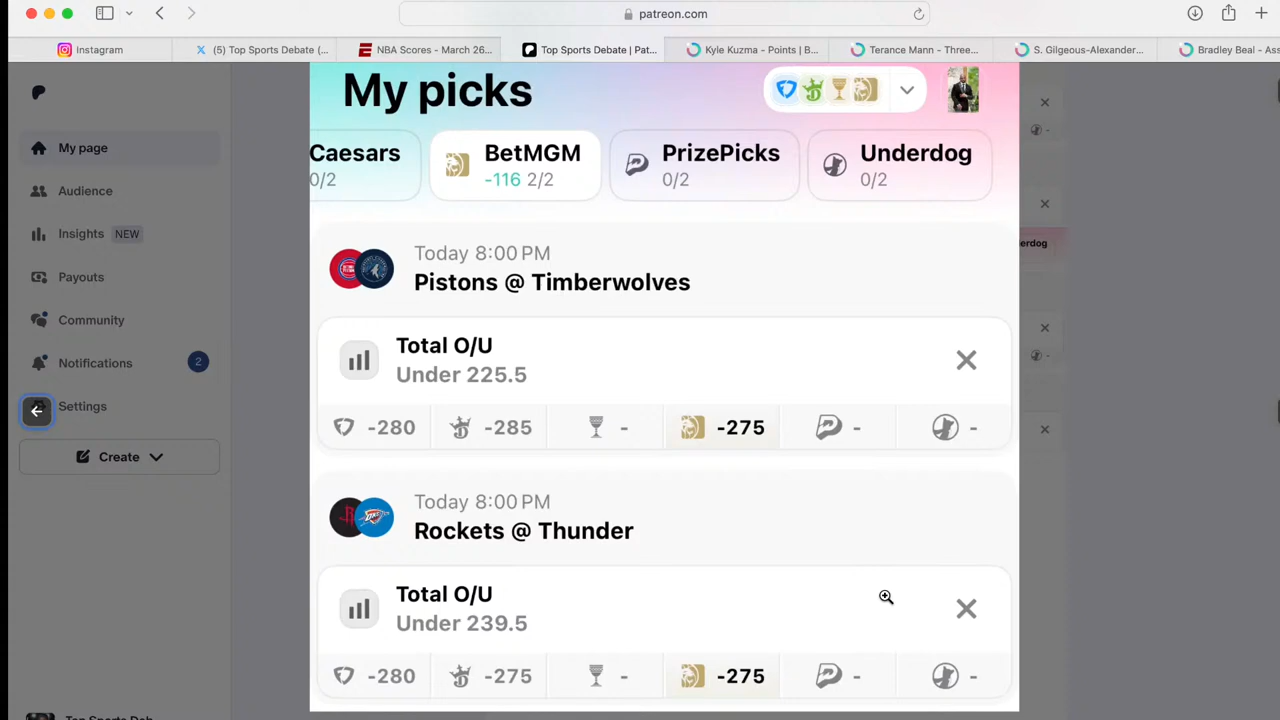 patreon.com
Instagram
(5) Top Sports Debate (...
NBA Scores - March 26...
Top Sports Debate | Pat...
Kyle Kuzma - Points | B...
Terance Mann - Three...
S. Gilgeous-Alexander...
Bradley Beal - As
My page
Audience
Insights NEW
Payouts
Community
Notifications 2
Settings
Create
My picks
Caesars
0/2
BetMGM
-116 2/2
PrizePicks
0/2
Underdog
0/2
Today 8:00 PM
Pistons @ Timberwolves
Total O/U
Under 225.5
-280 -285 - -275 - -
Today 8:00 PM
Rockets @ Thunder
Total O/U
Under 239.5
-280 -275 - -275 - -
erdog